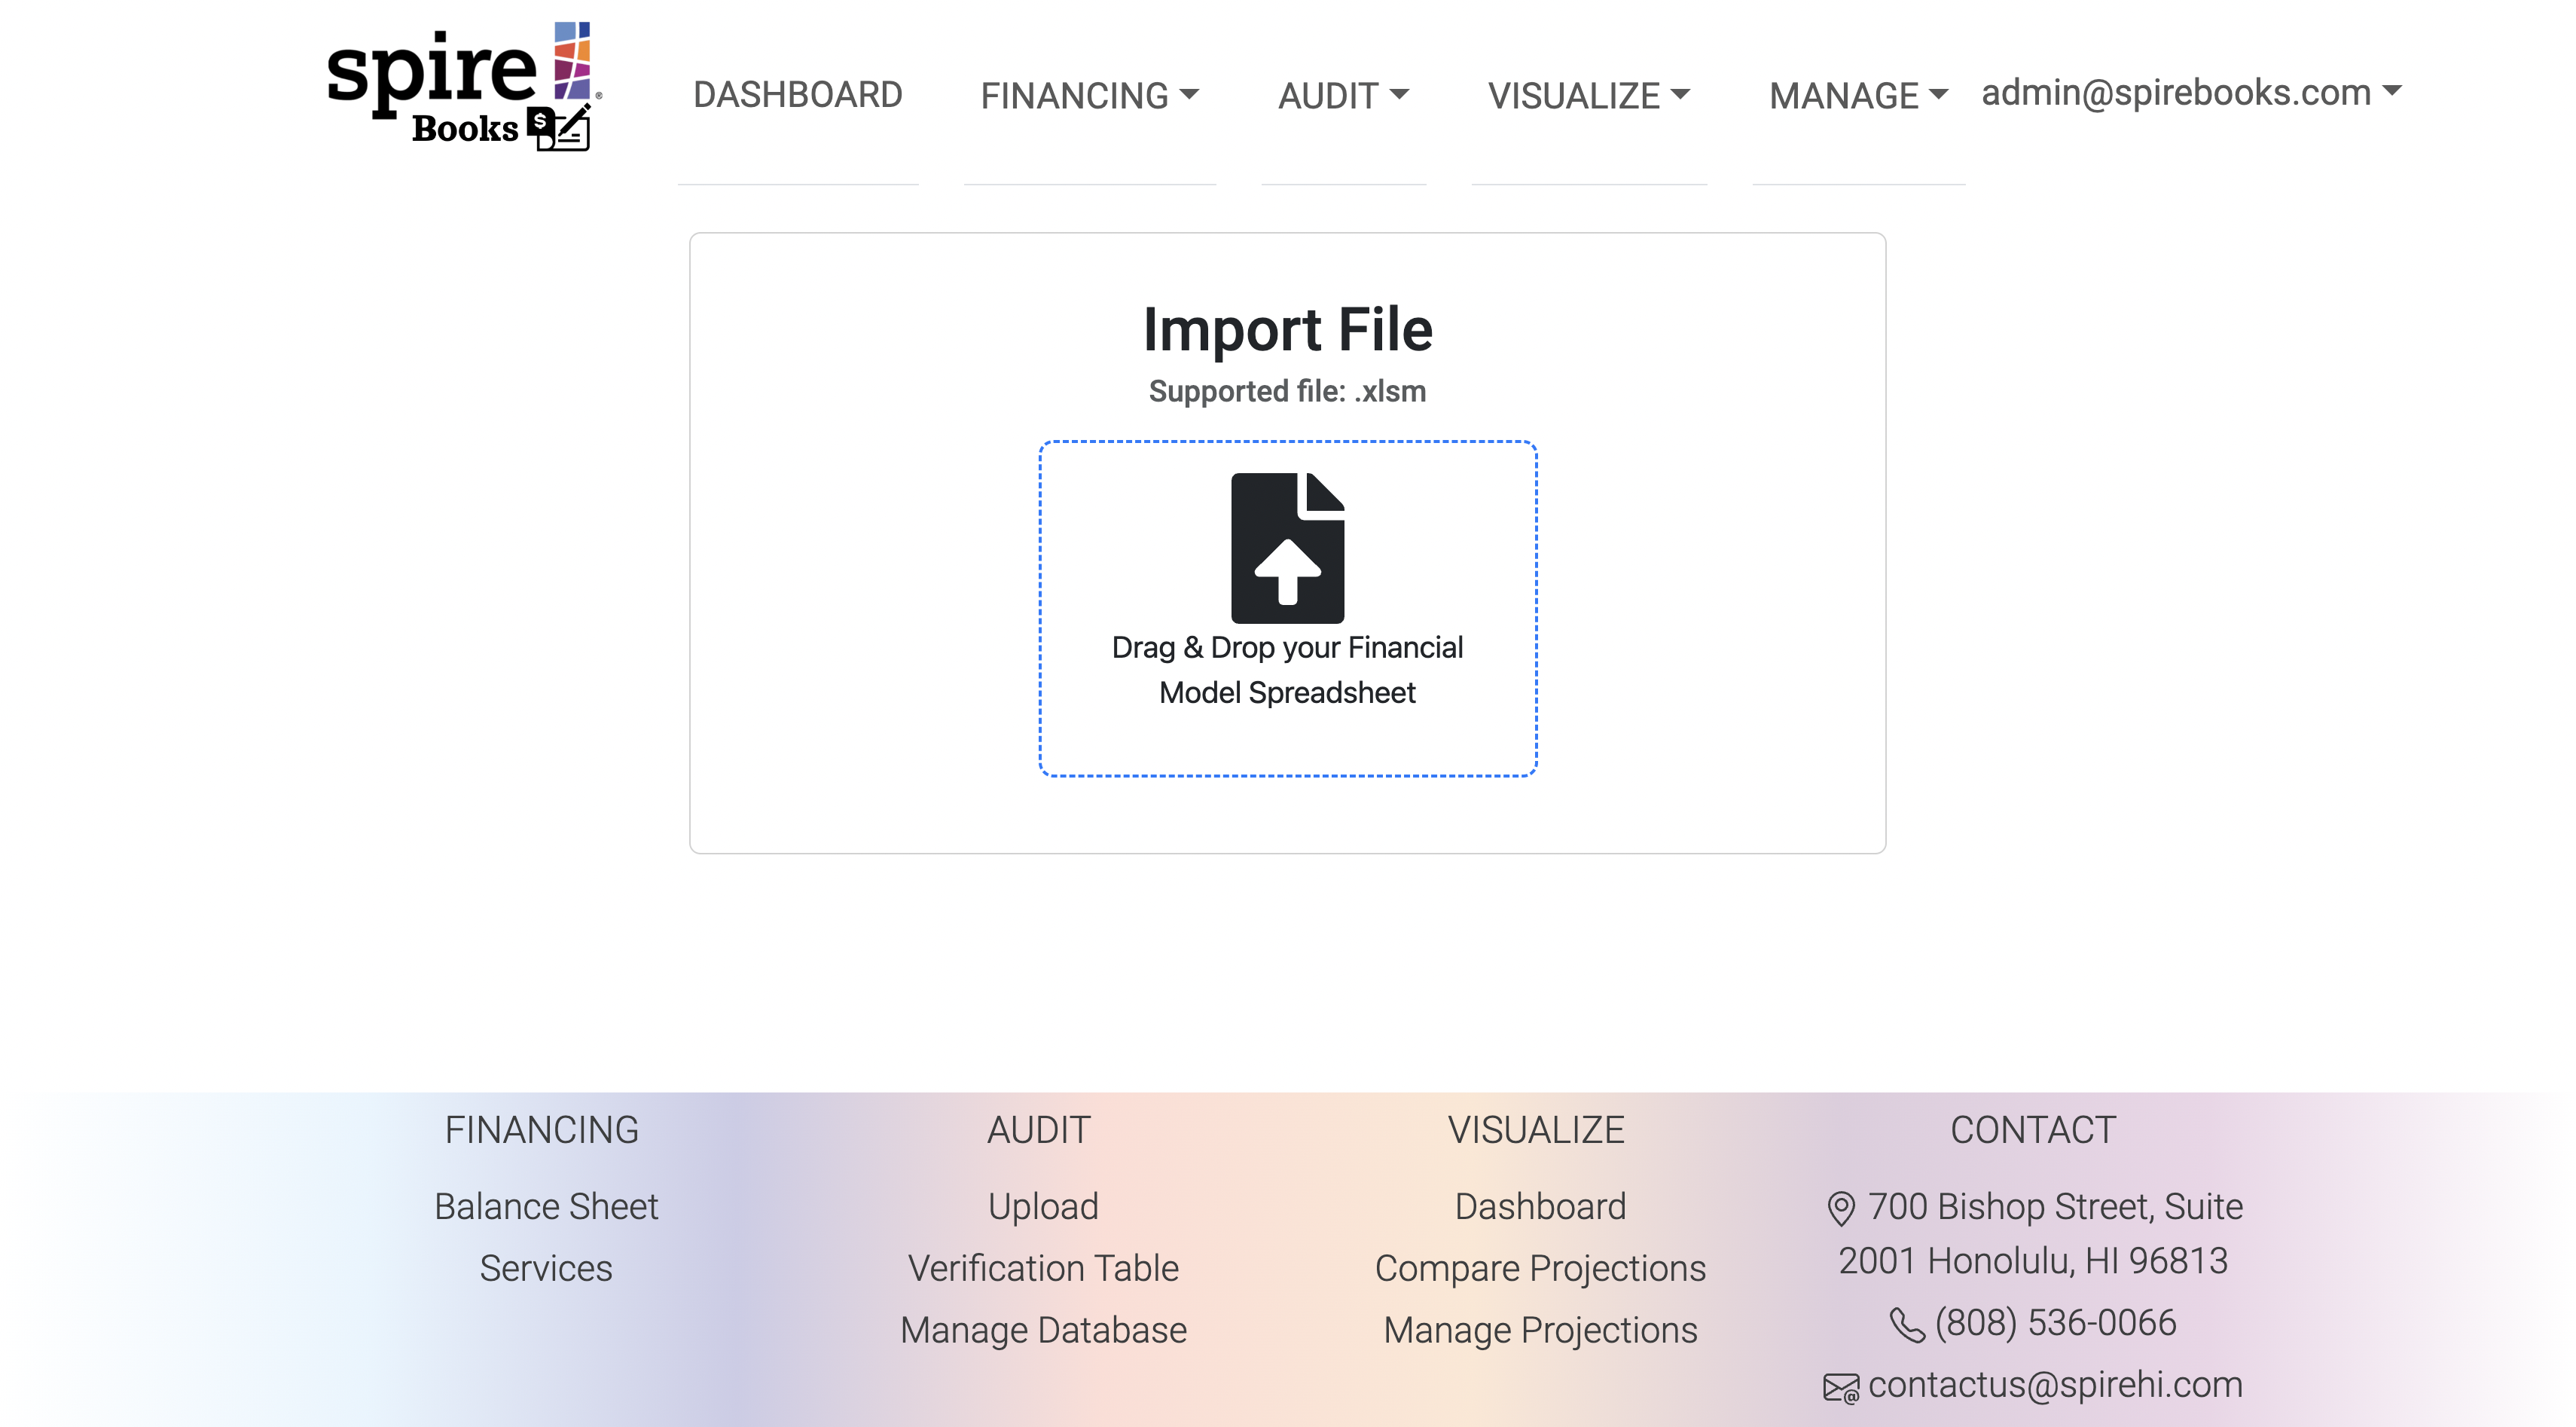 spire
Books
DASHBOARD
FINANCING
AUDIT
VISUALIZE
MANAGE
admin@spirebooks.com
Import File
Supported file: .xlsm
Drag & Drop your Financial
Model Spreadsheet
FINANCING
Balance Sheet
Services
AUDIT
Upload
Verification Table
Manage Database
VISUALIZE
Dashboard
Compare Projections
Manage Projections
CONTACT
700 Bishop Street, Suite
2001 Honolulu, HI 96813
(808) 536-0066
contactus@spirehi.com